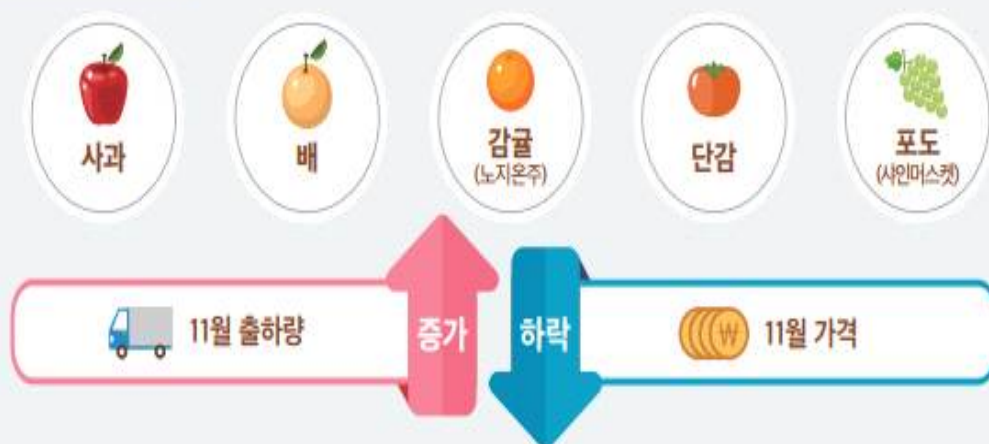 사과
배
감귤
(노지온주)
단감
포도
(샤인머스켓)
11월 출하량
증가
하락
11월 가격